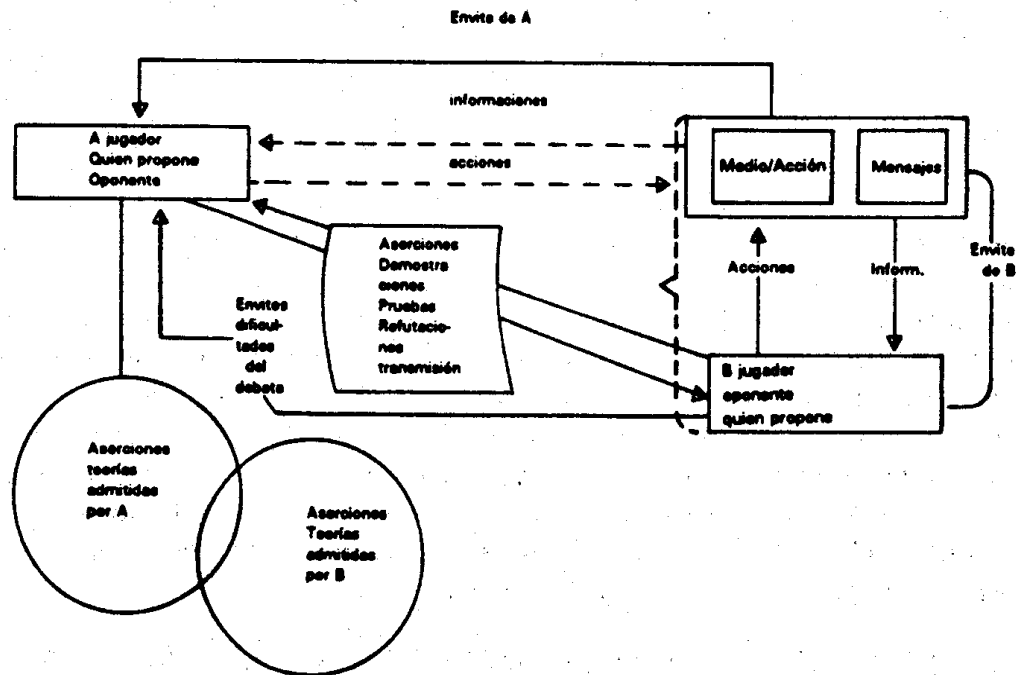 Envite de A
informaciones
A jugador
Quien propone
Oponente
acciones
Medio/Acción
Mensajes
Aserciones
Demostra
ciones
Pruebas
Refutacio-
nes
transmisión
Acciones
Inform.
Envite
de B
Envites
dificul-
tades
del
debate
B jugador
oponente
quien propone
Aserciones
teorías
admitidas
por A
Aserciones
Teorías
admitidas
por B